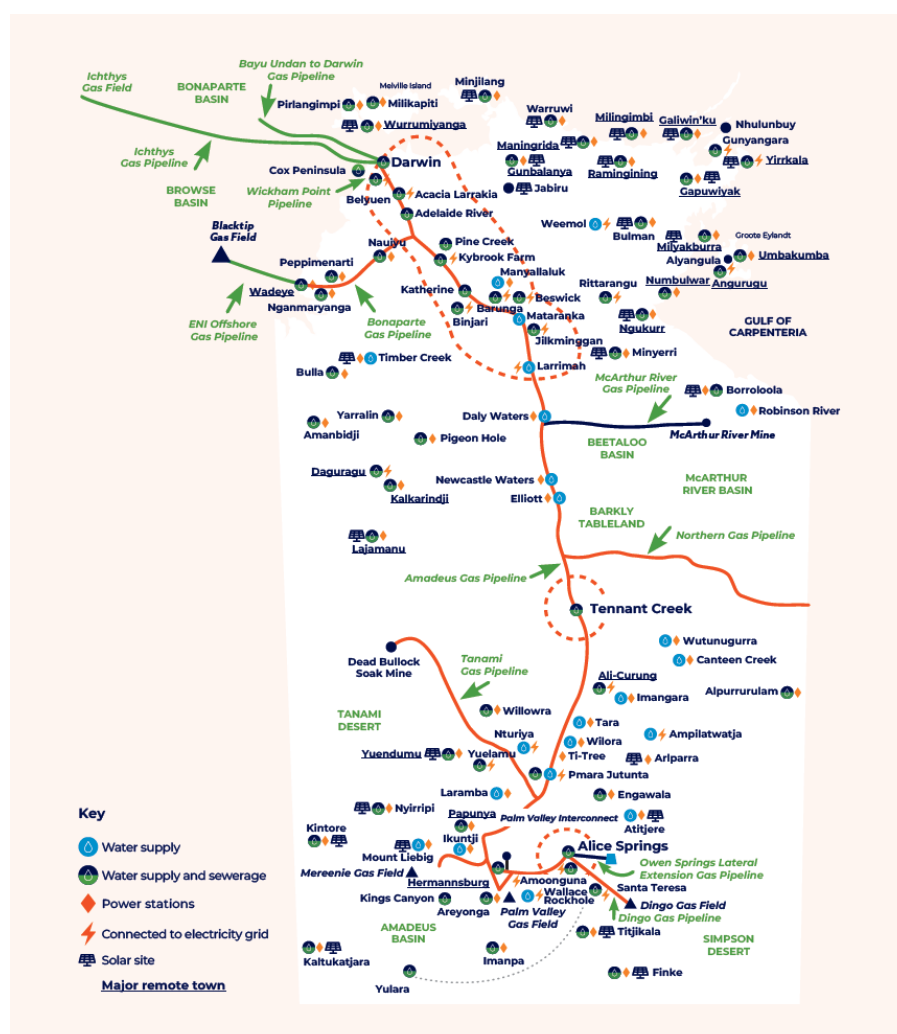 Ichthys
Gas Field
BONAPARTE
BASIN
Bayu Undan to Darwin
Gas Pipeline
Melville Island
Pirlangimpi
Milikapiti
Wurrumiyanga
Minjilang
Warruwi
Milingimbi
Galiwin'ku
Nhulunbuy
Gunyangara
Maningrida
Yirrkala
Gunbalanya
Ramingining
Gapuwiyak
Jabiru
Ichthys
Gas Pipeline
BROWSE
BASIN
Darwin
Cox Peninsula
Wickham Point
Pipeline
Belyuen
Acacia Larrakia
Adelaide River
Blacktip
Gas Field
Weemol
Bulman
Milyakburra
Groote Eylandt
Alyangula
Umbakumba
Angurugu
Numbulwar
Nauiyu
Pine Creek
Kybrook Farm
Peppimenarti
Wadeye
Nganmaryanga
Manyallaluk
Katherine
Barunga
Beswick
Rittarangu
Binjari
Mataranka
Jilkminggan
Ngukurr
GULF OF
CARPENTERIA
ENI Offshore
Gas Pipeline
Bonaparte
Gas Pipeline
Minyerri
Timber Creek
Bulla
Larrimah
McArthur River
Gas Pipeline
Borroloola
Robinson River
Yarralin
Amanbidji
Daly Waters
McArthur River Mine
Pigeon Hole
BEETALOO
BASIN
Daguragu
Kalkarindji
Newcastle Waters
Elliott
McARTHUR
RIVER BASIN
BARKLY
TABLELAND
Northern Gas Pipeline
Lajamanu
Amadeus Gas Pipeline
Tennant Creek
Wutunugurra
Canteen Creek
Dead Bullock
Soak Mine
Tanami
Gas Pipeline
Ali-Curung
Imangara
Alpurrurulam
TANAMI
DESERT
Willowra
Tara
Nturiya
Wilora
Ampilatwatja
Yuendumu
Yuelamu
Ti-Tree
Arlparra
Pmara Jutunta
Laramba
Engawala
Nyirripi
Papunya
Palm Valley Interconnect
Atitjere
Key
Kintore
Ikuntji
Mount Liebig
Alice Springs
Water supply
Mereenie Gas Field
Owen Springs Lateral
Extension Gas Pipeline
Water supply and sewerage
Hermannsburg
Amoonguna
Santa Teresa
Kings Canyon
Wallace
Rockhole
Dingo Gas Field
Power stations
Areyonga
Palm Valley
Gas Field
Dingo Gas Pipeline
Connected to electricity grid
AMADEUS
BASIN
Titjikala
SIMPSON
DESERT
Solar site
Kaltukatjara
Imanpa
Finke
Major remote town
Yulara